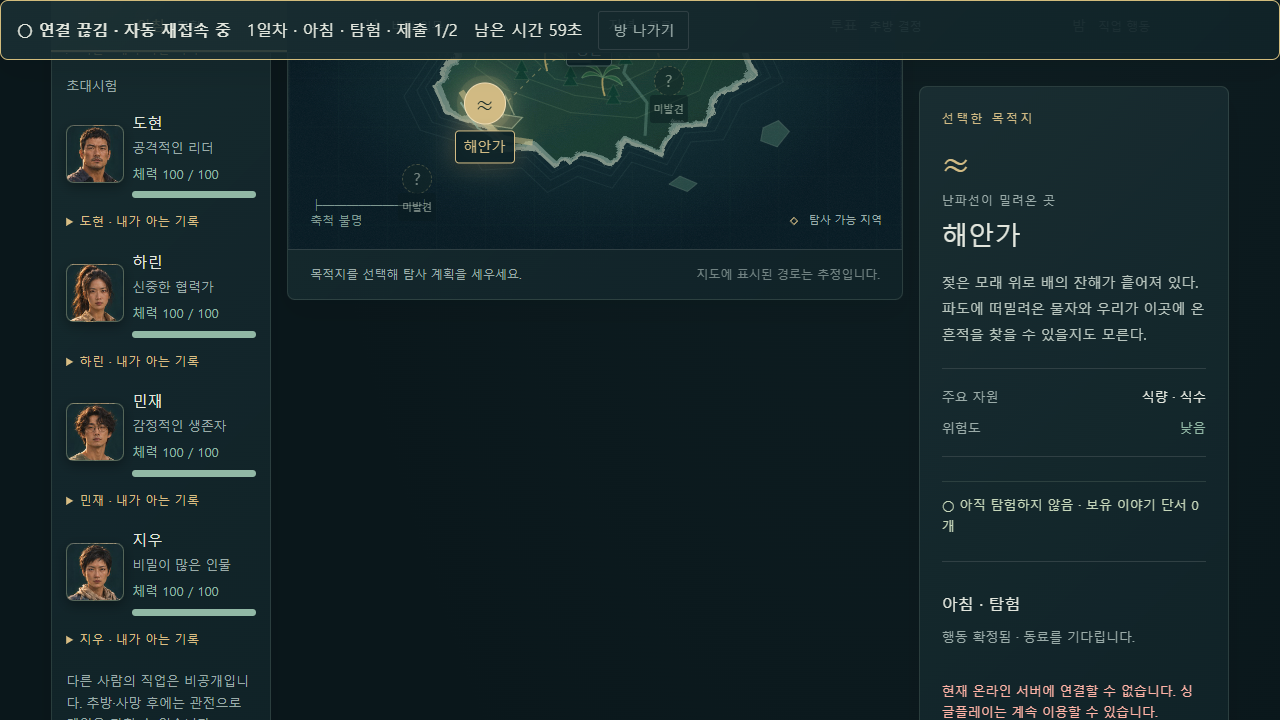 ○ 연결 끊김 · 자동 재접속 중 1일차 · 아침 · 탐험 · 제출 1/2 남은 시간 59초 방 나가기
초대시험
도현
공격적인 리더
체력 100 / 100
▶ 도현 · 내가 아는 기록
하린
신중한 협력가
체력 100 / 100
▶ 하린 · 내가 아는 기록
민재
감정적인 생존자
체력 100 / 100
▶ 민재 · 내가 아는 기록
지우
비밀이 많은 인물
체력 100 / 100
▶ 지우 · 내가 아는 기록
다른 사람의 직업은 비공개입니
다. 추방·사망 후에는 관전으로
?
미발견
≈
해안가
?
미발견
축척 불명
◇ 탐사 가능 지역
목적지를 선택해 탐사 계획을 세우세요.
지도에 표시된 경로는 추정입니다.
선택한 목적지
≈
난파선이 밀려온 곳
해안가
젖은 모래 위로 배의 잔해가 흩어져 있다.
파도에 떠밀려온 물자와 우리가 이곳에 온
흔적을 찾을 수 있을지도 모른다.
주요 자원 식량 · 식수
위험도 낮음
○ 아직 탐험하지 않음 · 보유 이야기 단서 0
개
아침 · 탐험
행동 확정됨 · 동료를 기다립니다.
현재 온라인 서버에 연결할 수 없습니다. 싱
글플레이는 계속 이용할 수 있습니다.